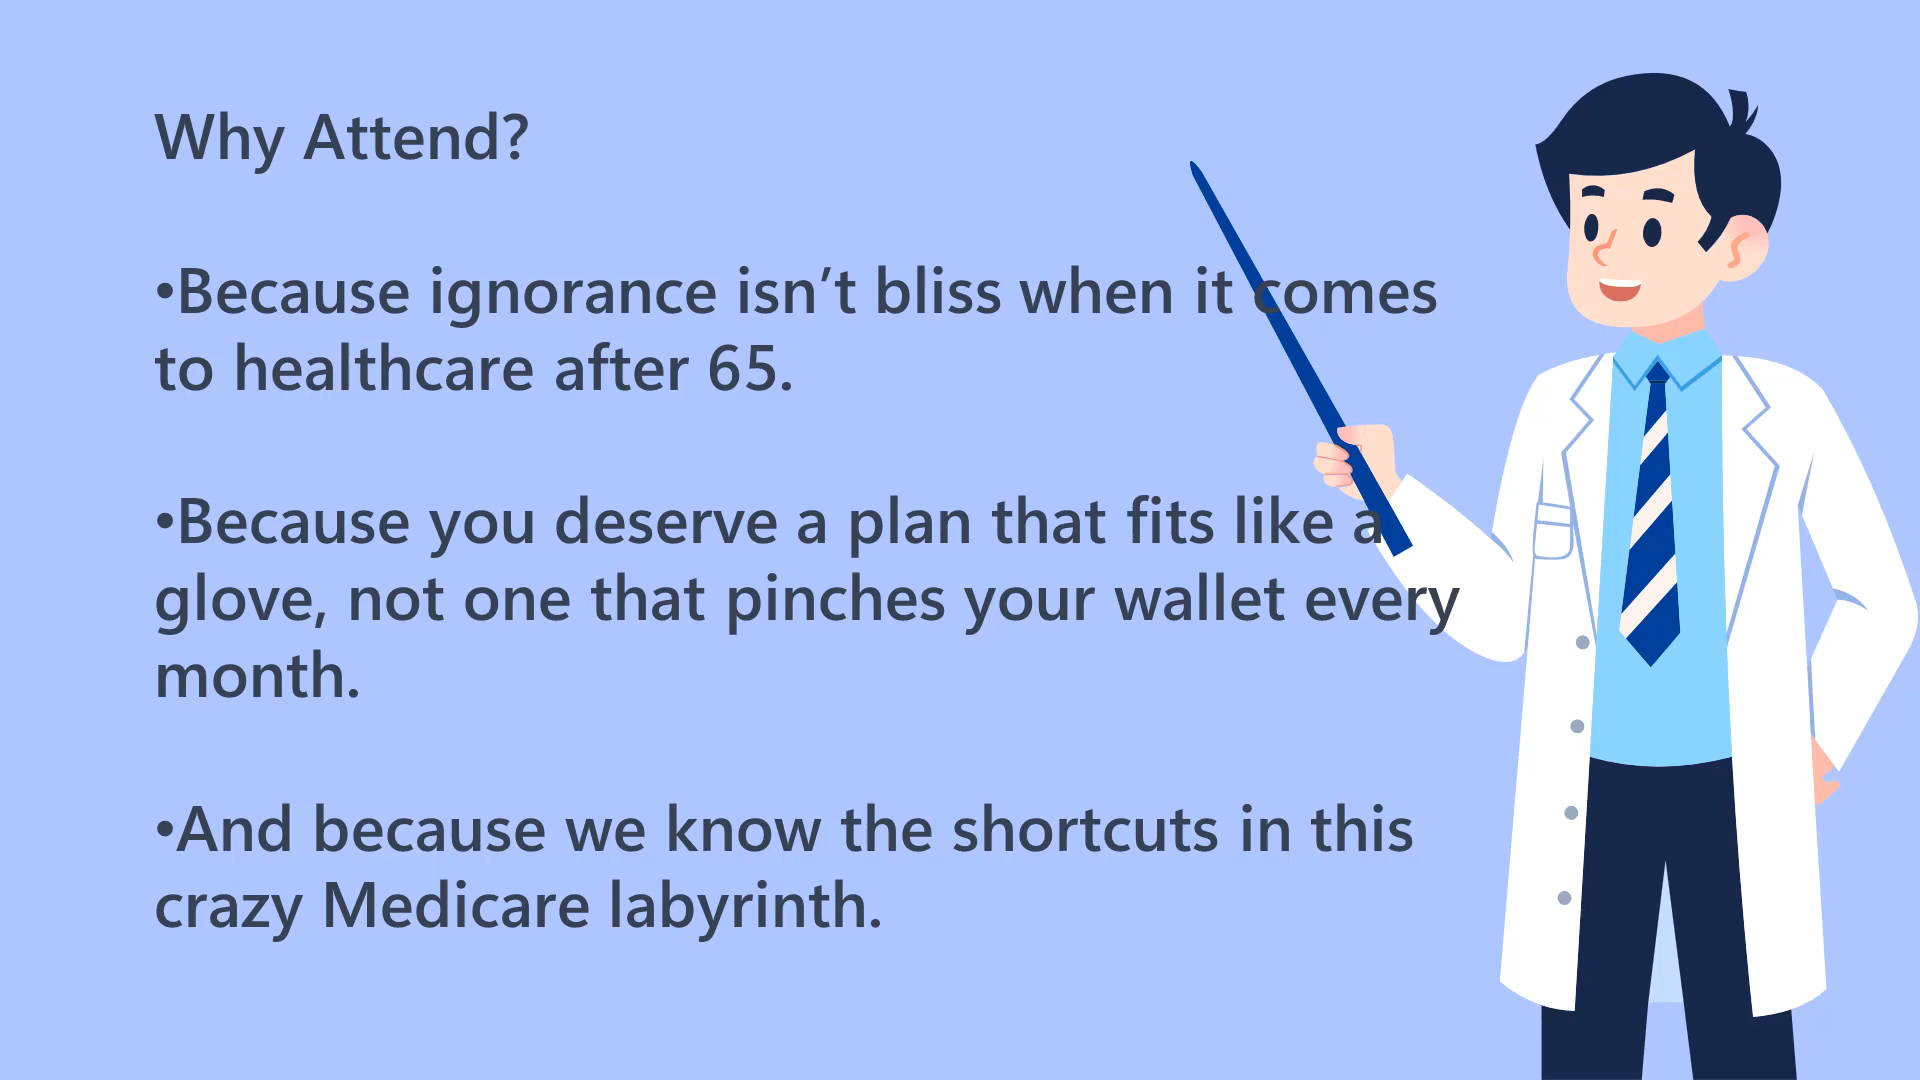 Why Attend?
•Because ignorance isn’t bliss when it comes
to healthcare after 65.
•Because you deserve a plan that fits like a
glove, not one that pinches your wallet every
month.
•And because we know the shortcuts in this
crazy Medicare labyrinth.